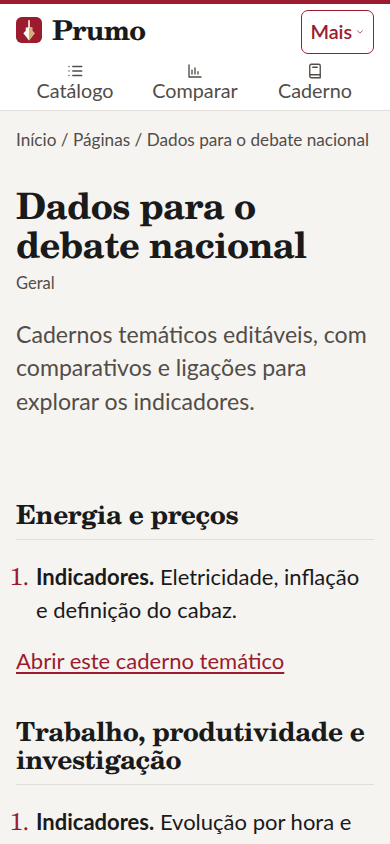 Prumo
Mais
Catálogo
Comparar
Caderno
Início / Páginas / Dados para o debate nacional
Dados para o
debate nacional
Geral
Cadernos temáticos editáveis, com
comparativos e ligações para
explorar os indicadores.
Energia e preços
1. Indicadores. Eletricidade, inflação
e definição do cabaz.
Abrir este caderno temático
Trabalho, produtividade e
investigação
1. Indicadores. Evolução por hora e